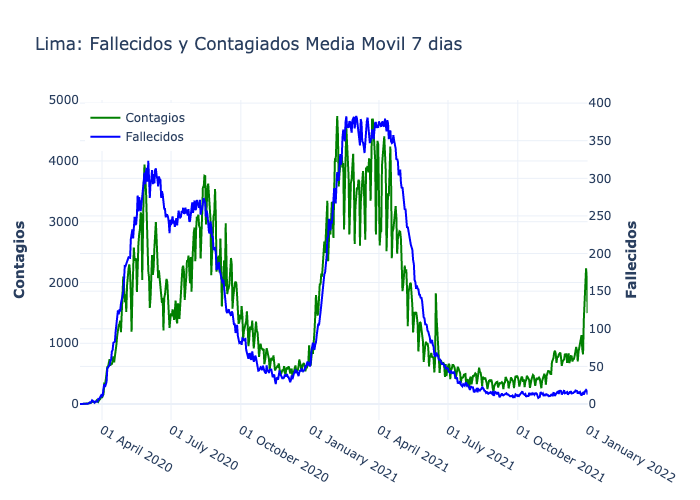 Lima: Fallecidos y Contagiados Media Movil 7 dias
Contagios
Fallecidos
5000
4000
3000
2000
1000
0
Contagios
400
350
300
250
200
150
100
50
0
Fallecidos
01 April 2020
01 July 2020
01 October 2020
01 January 2021
01 April 2021
01 July 2021
01 October 2021
01 January 2022